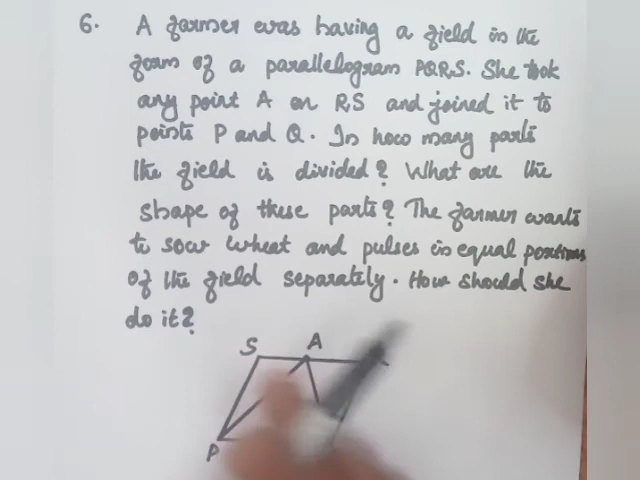 6. A farmer was having a field in the
form of a parallelogram PQRS. She took
any point A on RS and joined it to
points P and Q. In how many parts
the field is divided? What are the
shape of these parts? The farmer wants
to sow wheat and pulses in equal portions
of the field separately. How should she
do it?
S A
P